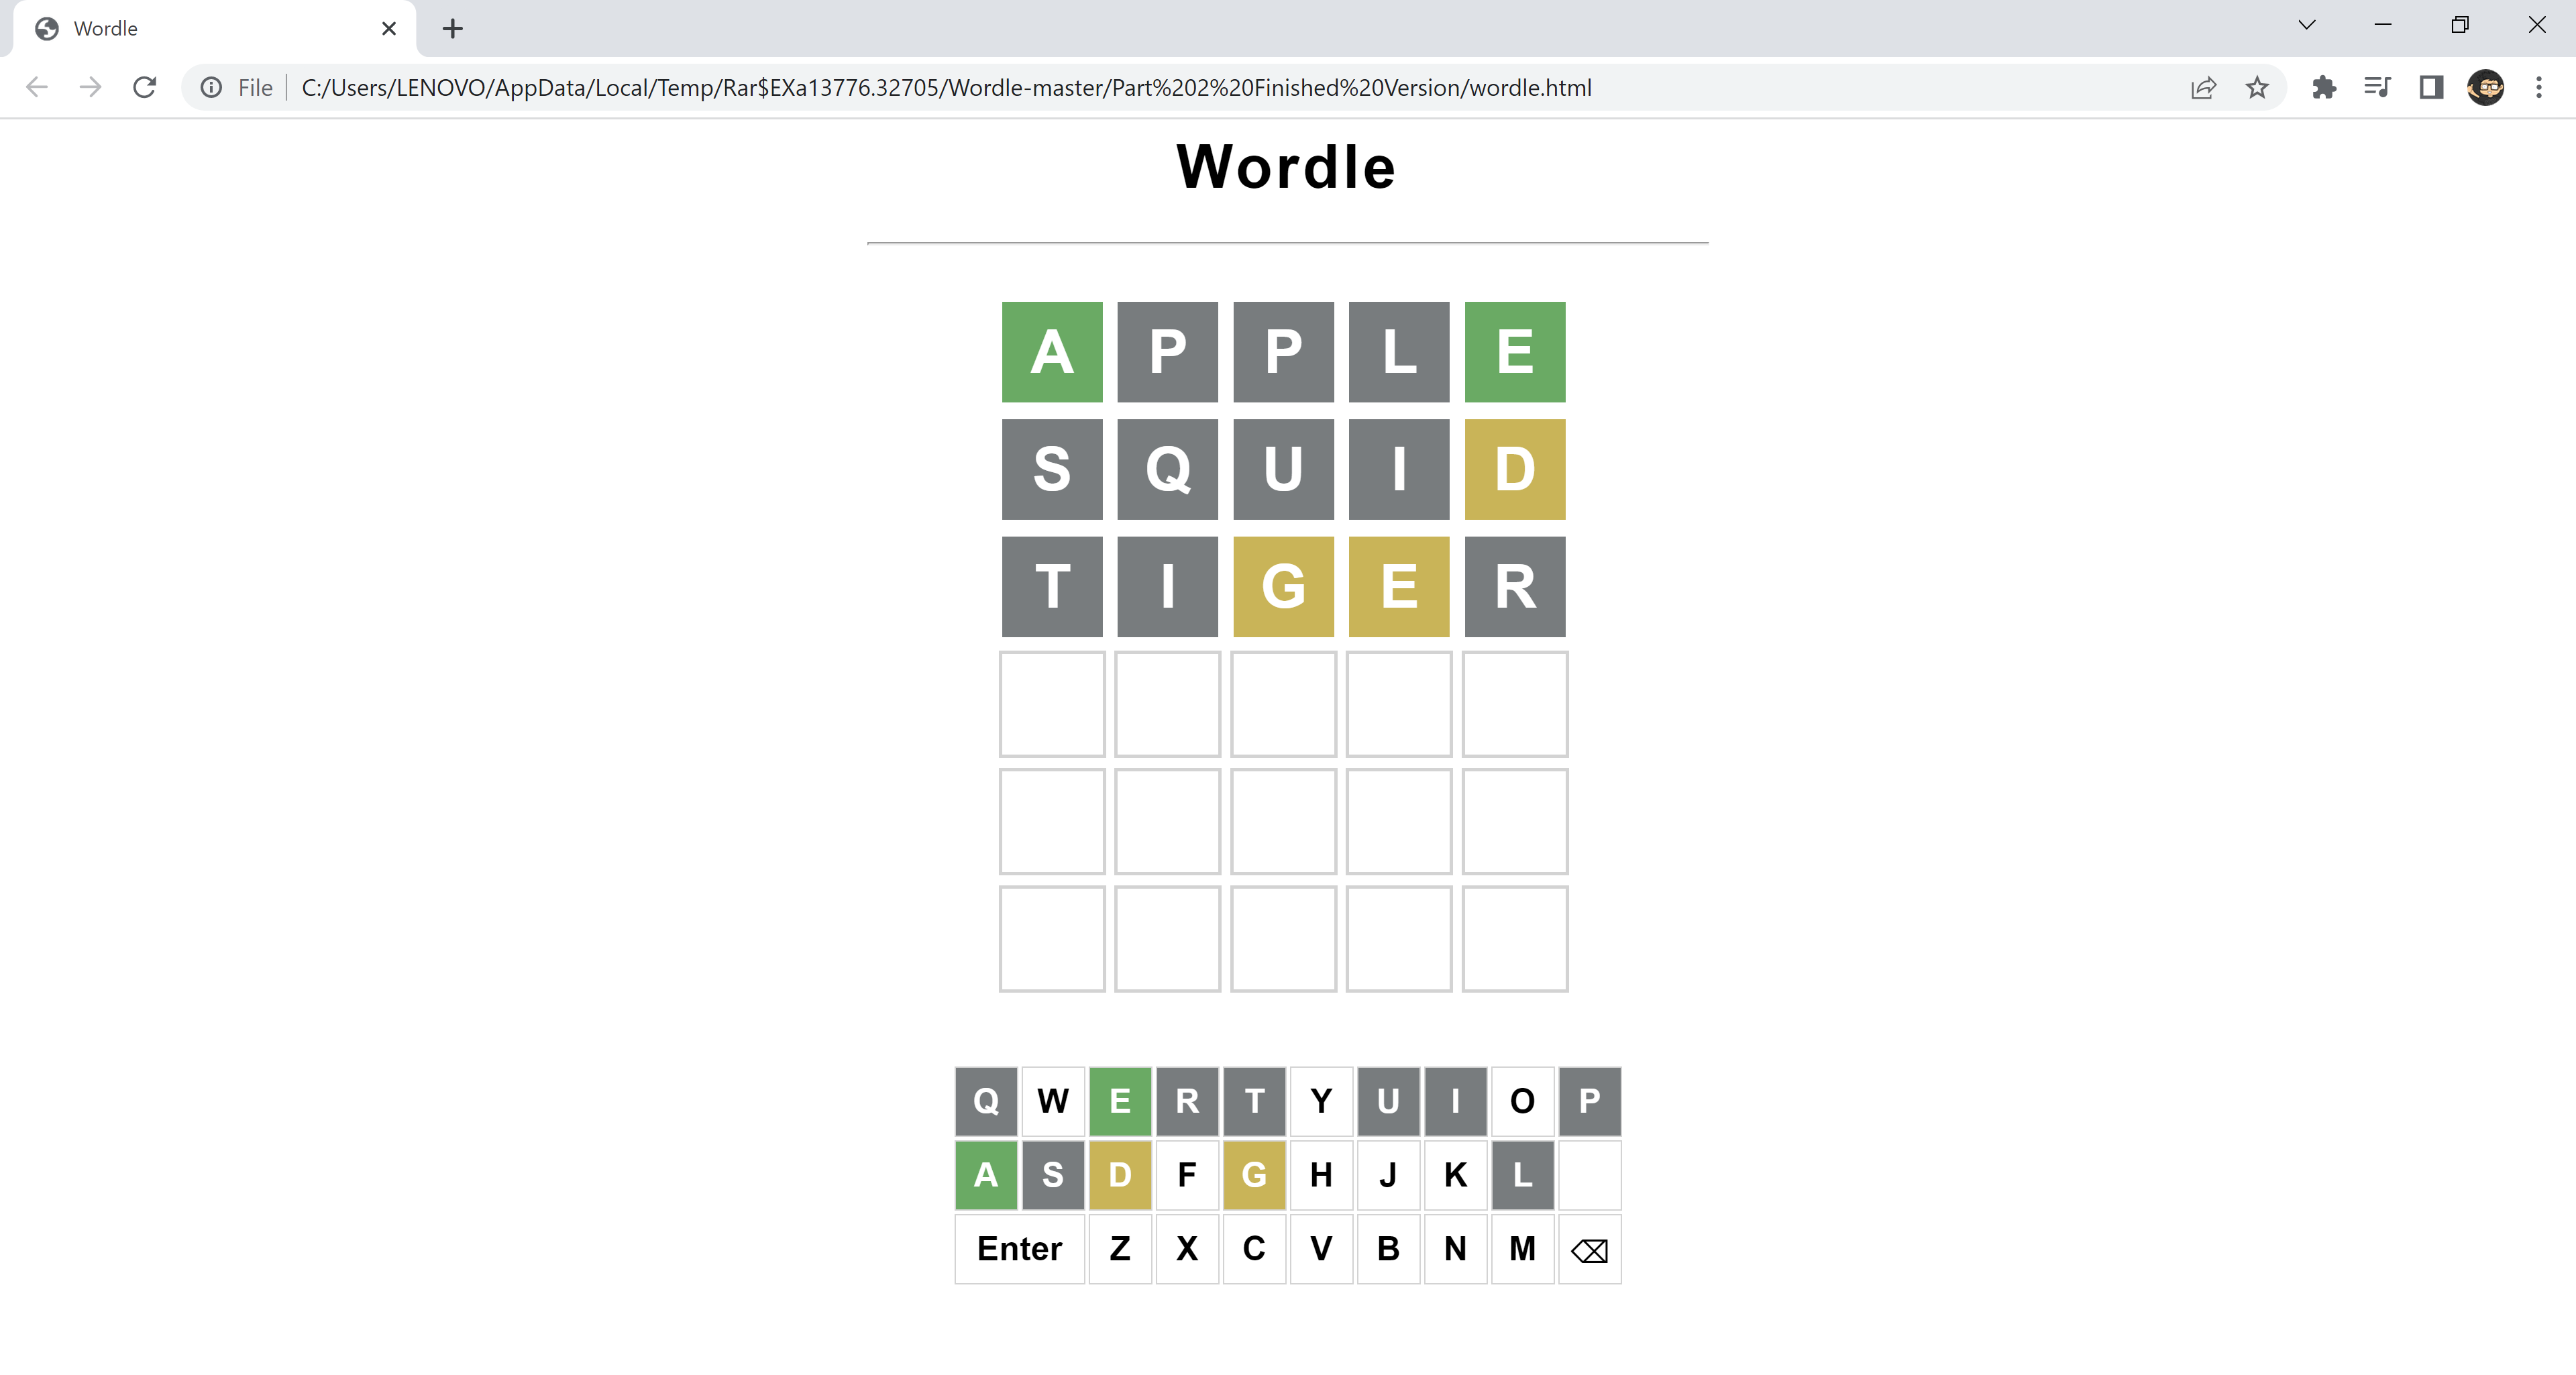 Wordle
File C:/Users/LENOVO/AppData/Local/Temp/Rar$EXa13776.32705/Wordle-master/Part%202%20Finished%20Version/wordle.html
Wordle
A P P L E
S Q U I D
T I G E R
Q W E R T Y U I O P
A S D F G H J K L
Enter Z X C V B N M ⌫